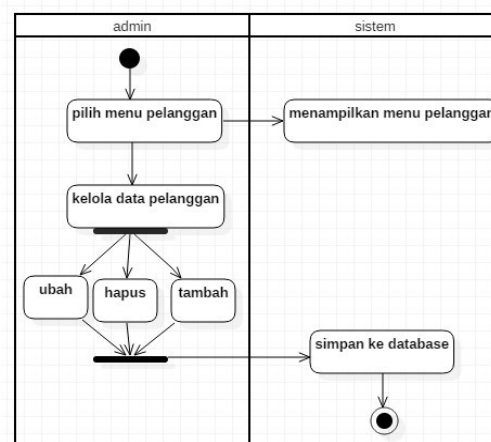 admin
sistem
pilih menu pelanggan
menampilkan menu pelanggan
kelola data pelanggan
ubah
hapus
tambah
simpan ke database